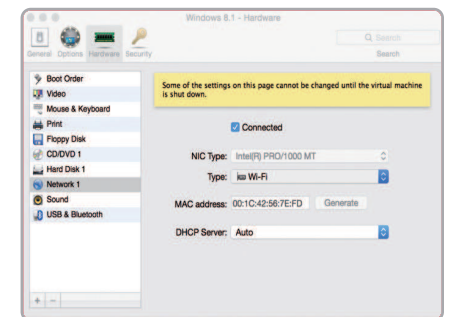 Windows 8.1 - Hardware
Search
General Options Hardware Security
Search
Boot Order
Video
Mouse & Keyboard
Print
Floppy Disk
CD/DVD 1
Hard Disk 1
Network 1
Sound
USB & Bluetooth
Some of the settings on this page cannot be changed until the virtual machine
is shut down.
Connected
NIC Type: Intel(R) PRO/1000 MT
Type: Wi-Fi
MAC address: 00:1C:42:56:7E:FD Generate
DHCP Server: Auto